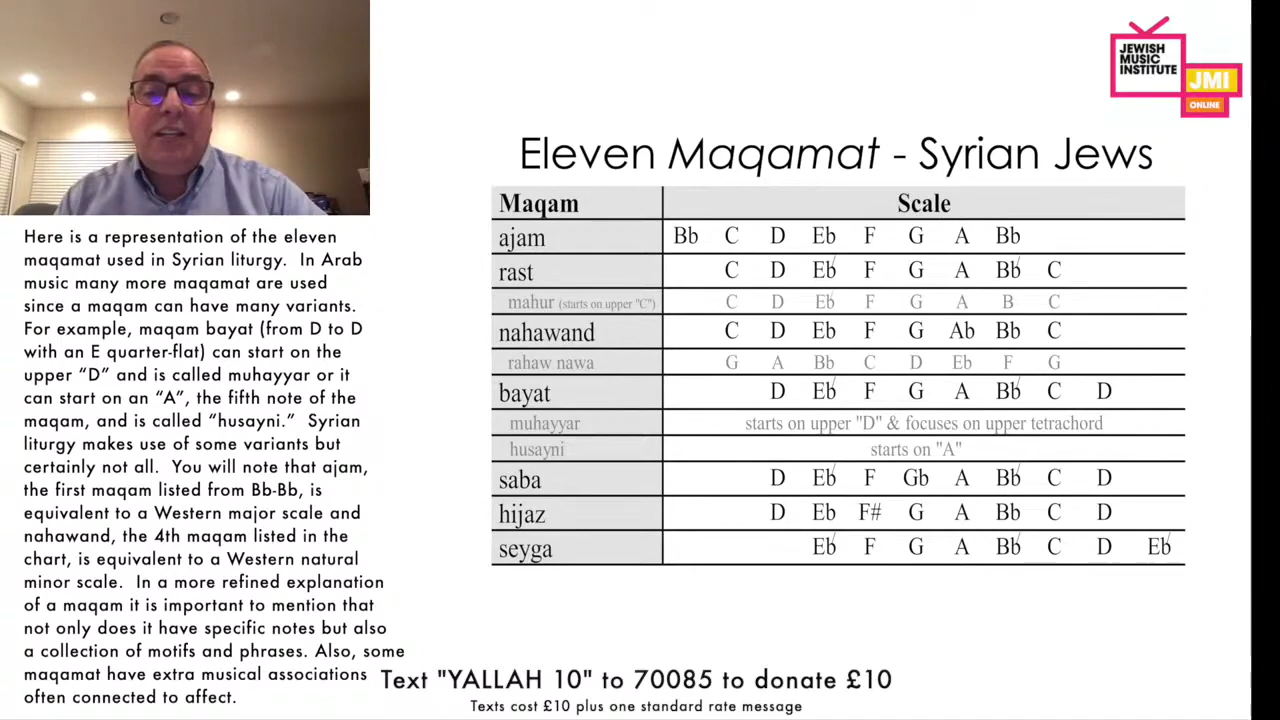 JEWISH
MUSIC
INSTITUTE
JMI
ONLINE
Eleven Maqamat - Syrian Jews
Maqam Scale
ajam Bb C D Eb F G A Bb
rast C D Eb F G A Bb C
mahur (starts on upper "C") C D Eb F G A B C
nahawand C D Eb F G Ab Bb C
rahaw nawa G A Bb C D Eb F G
bayat D Eb F G A Bb C D
muhayyar starts on upper "D" & focuses on upper tetrachord
husayni starts on "A"
saba D Eb F Gb A Bb C D
hijaz D Eb F# G A Bb C D
seyga Eb F G A Bb C D Eb
Here is a representation of the eleven
maqamat used in Syrian liturgy. In Arab
music many more maqamat are used
since a maqam can have many variants.
For example, maqam bayat (from D to D
with an E quarter-flat) can start on the
upper “D” and is called muhayyar or it
can start on an “A”, the fifth note of the
maqam, and is called “husayni.” Syrian
liturgy makes use of some variants but
certainly not all. You will note that ajam,
the first maqam listed from Bb-Bb, is
equivalent to a Western major scale and
nahawand, the 4th maqam listed in the
chart, is equivalent to a Western natural
minor scale. In a more refined explanation
of a maqam it is important to mention that
not only does it have specific notes but also
a collection of motifs and phrases. Also, some
maqamat have extra musical associations
often connected to affect.
Text "YALLAH 10" to 70085 to donate £10
Texts cost £10 plus one standard rate message